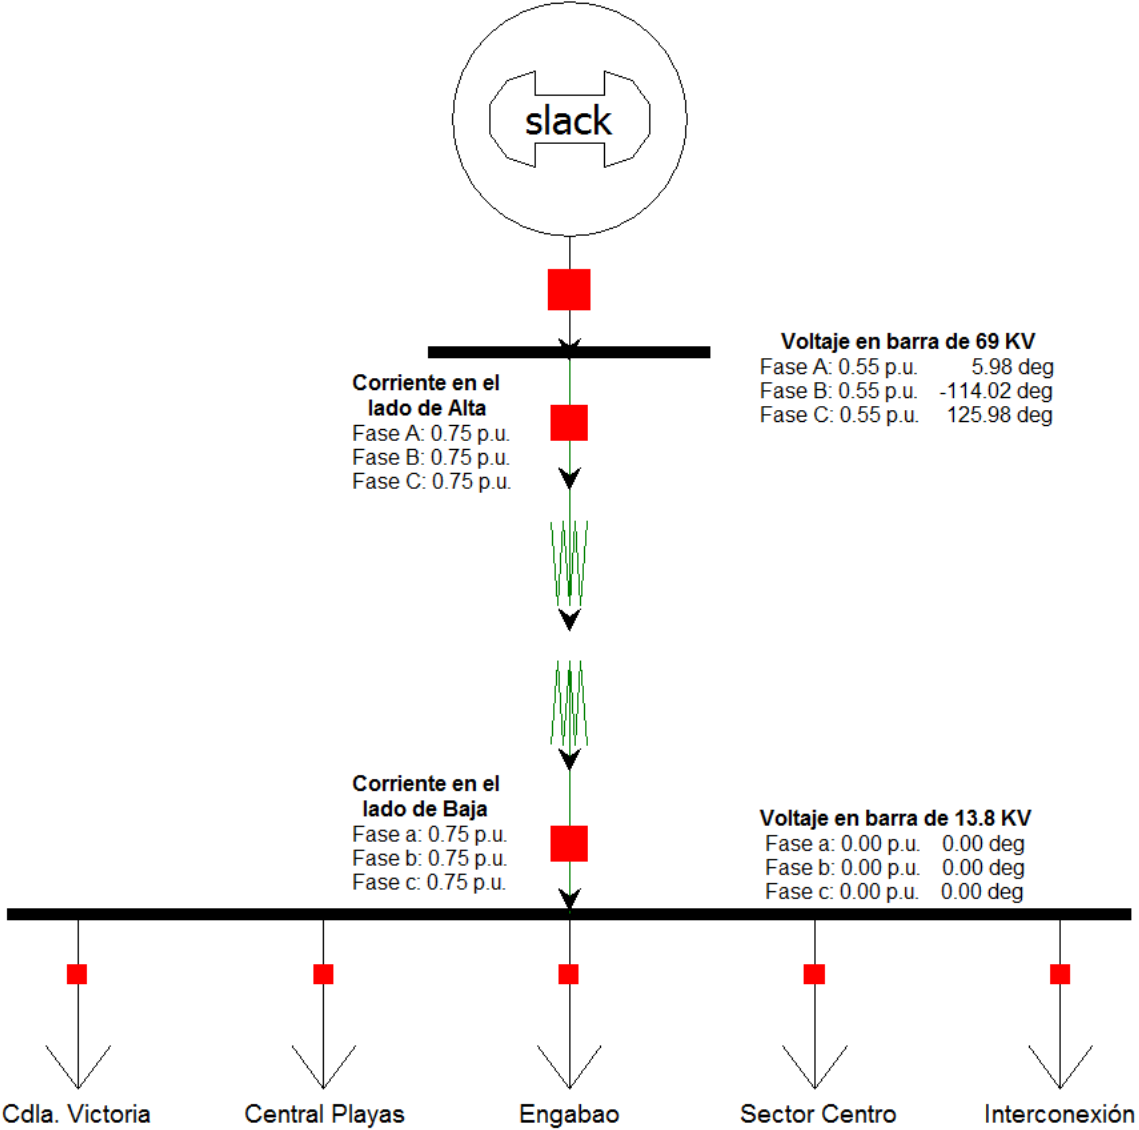 slack
Voltaje en barra de 69 KV
Fase A: 0.55 p.u. 5.98 deg
Fase B: 0.55 p.u. -114.02 deg
Fase C: 0.55 p.u. 125.98 deg
Corriente en el
lado de Alta
Fase A: 0.75 p.u.
Fase B: 0.75 p.u.
Fase C: 0.75 p.u.
Corriente en el
lado de Baja
Fase a: 0.75 p.u.
Fase b: 0.75 p.u.
Fase c: 0.75 p.u.
Voltaje en barra de 13.8 KV
Fase a: 0.00 p.u. 0.00 deg
Fase b: 0.00 p.u. 0.00 deg
Fase c: 0.00 p.u. 0.00 deg
Cdla. Victoria
Central Playas
Engabao
Sector Centro
Interconexión